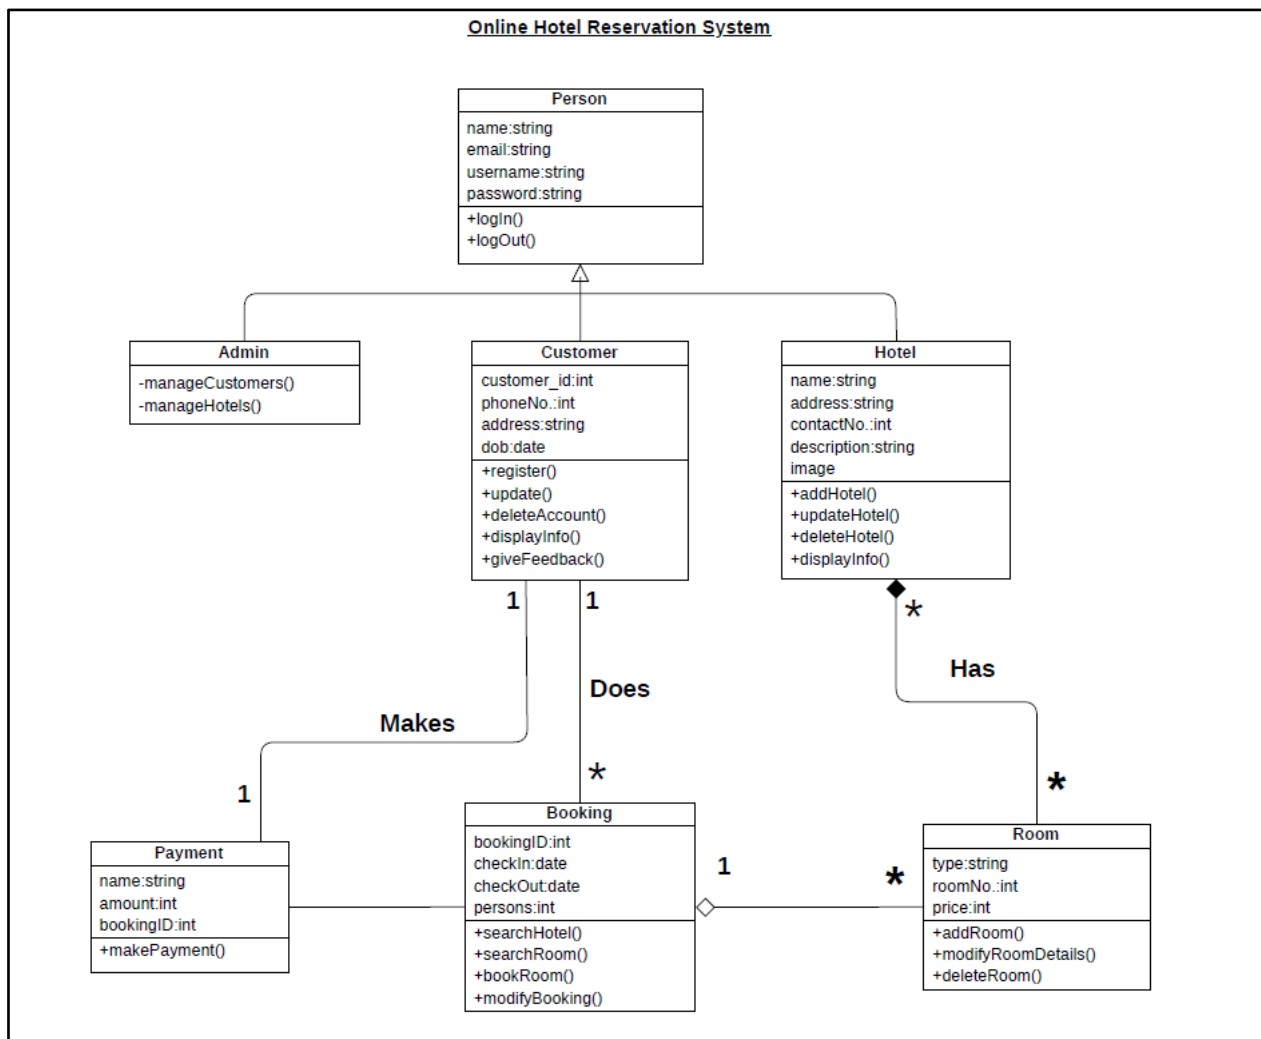 Online Hotel Reservation System
Person
name:string
email:string
username:string
password:string
+logIn()
+logOut()
Admin
-manageCustomers()
-manageHotels()
Customer
customer_id:int
phoneNo.:int
address:string
dob:date
+register()
+update()
+deleteAccount()
+displayInfo()
+giveFeedback()
Hotel
name:string
address:string
contactNo.:int
description:string
image
+addHotel()
+updateHotel()
+deleteHotel()
+displayInfo()
1
1
*
Has
Does
Makes
*
*
1
Payment
name:string
amount:int
bookingID:int
+makePayment()
Booking
bookingID:int
checkIn:date
checkOut:date
persons:int
+searchHotel()
+searchRoom()
+bookRoom()
+modifyBooking()
1
*
Room
type:string
roomNo.:int
price:int
+addRoom()
+modifyRoomDetails()
+deleteRoom()